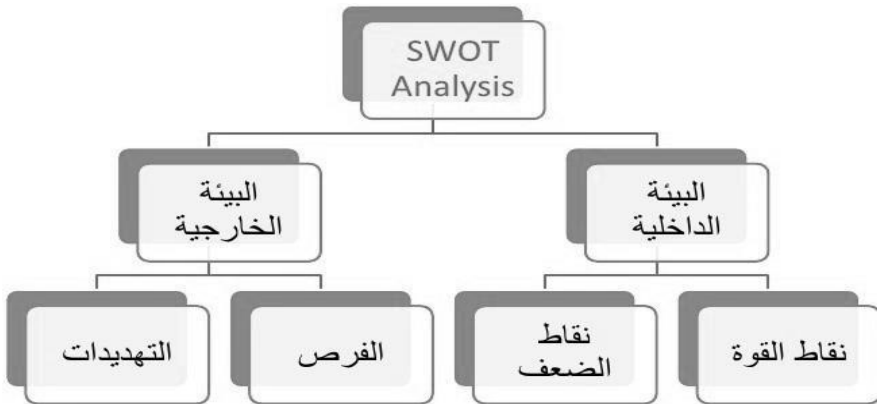 SWOT
Analysis
البيئة
الداخلية
البيئة
الخارجية
نقاط القوة
نقاط
الضعف
الفرص
التهديدات